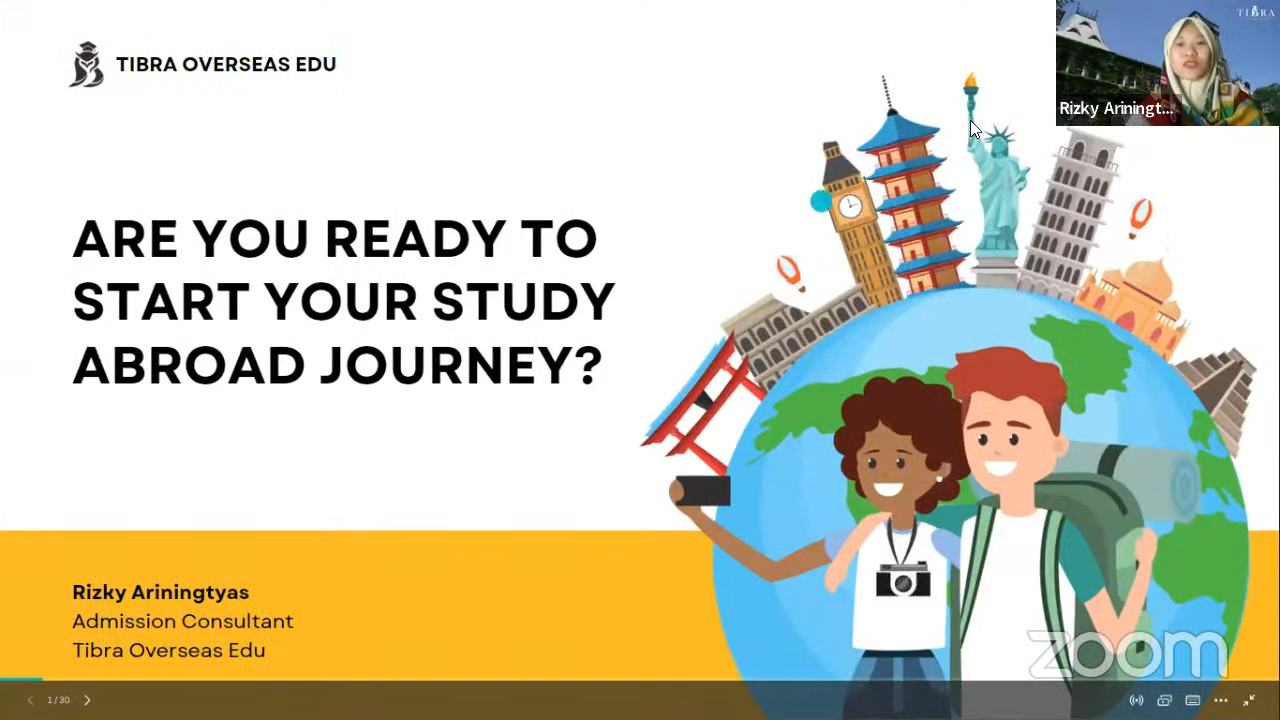 TIBRA OVERSEAS EDU
TIBRA
Rizky Ariningt...
ARE YOU READY TO
START YOUR STUDY
ABROAD JOURNEY?
Rizky Ariningtyas
Admission Consultant
Tibra Overseas Edu
zoom
1 / 30